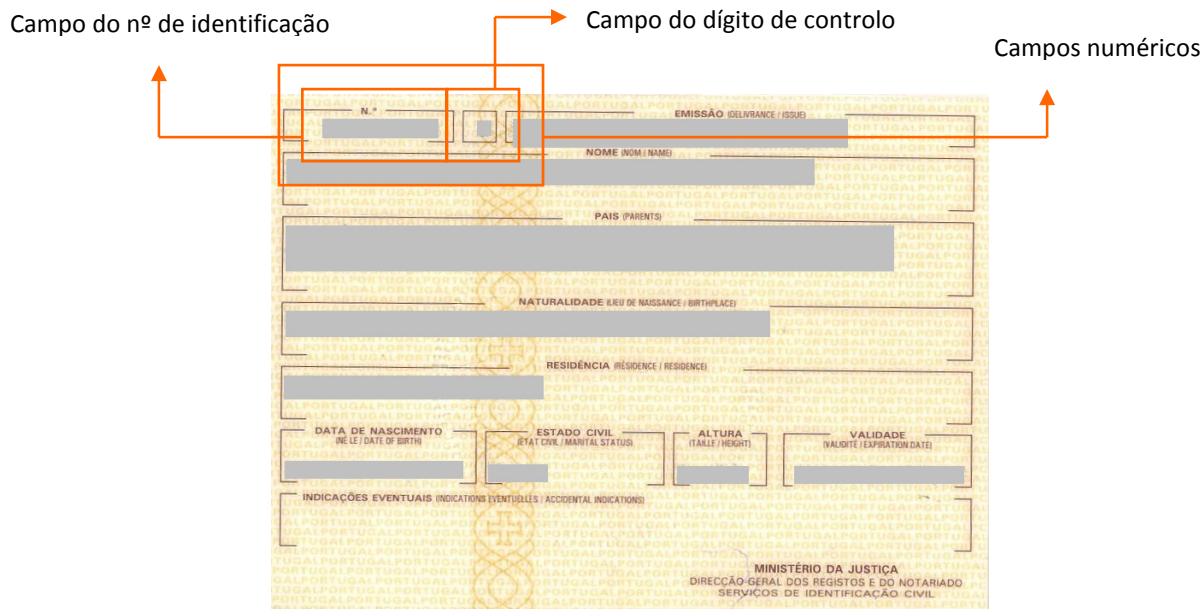 Campo do nº de identificação
Campo do dígito de controlo
Campos numéricos
N.º
EMISSÃO (DELIVRANCE / ISSUE)
NOME (NOM / NAME)
PAIS (PARENTS)
NATURALIDADE (LIEU DE NAISSANCE / BIRTHPLACE)
RESIDÊNCIA (RÉSIDENCE / RESIDENCE)
DATA DE NASCIMENTO ESTADO CIVIL ALTURA VALIDADE
(NÉ LE / DATE OF BIRTH) (ÉTAT CIVIL / MARITAL STATUS) (TAILLE / HEIGHT) (VALIDITÉ / EXPIRATION DATE)
INDICAÇÕES EVENTUAIS (INDICATIONS EVENTUELLES / ACCIDENTAL INDICATIONS)
MINISTÉRIO DA JUSTIÇA
DIRECÇÃO-GERAL DOS REGISTOS E DO NOTARIADO
SERVIÇOS DE IDENTIFICAÇÃO CIVIL